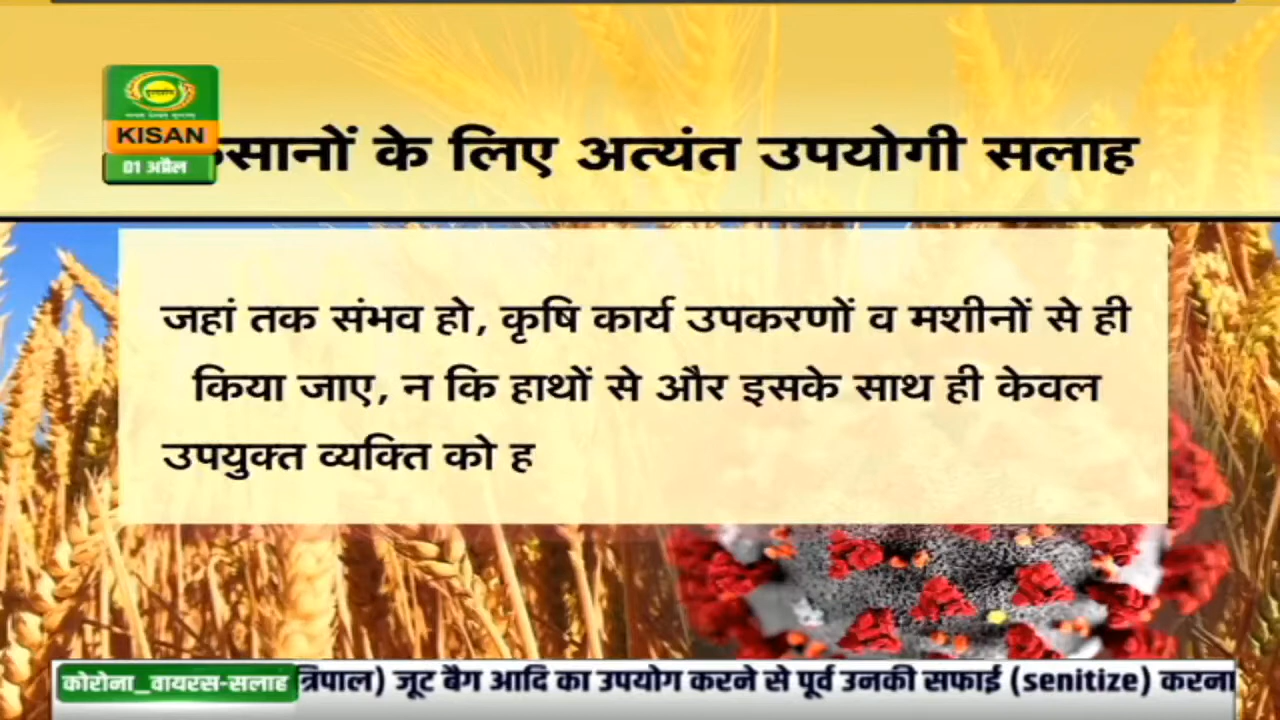 KISAN
01 अप्रैल
सानों के लिए अत्यंत उपयोगी सलाह
जहां तक संभव हो, कृषि कार्य उपकरणों व मशीनों से ही
किया जाए, न कि हाथों से और इसके साथ ही केवल
उपयुक्त व्यक्ति को ह
कोरोना_वायरस-सलाह
त्रिपाल) जूट बैग आदि का उपयोग करने से पूर्व उनकी सफाई (senitize) करना